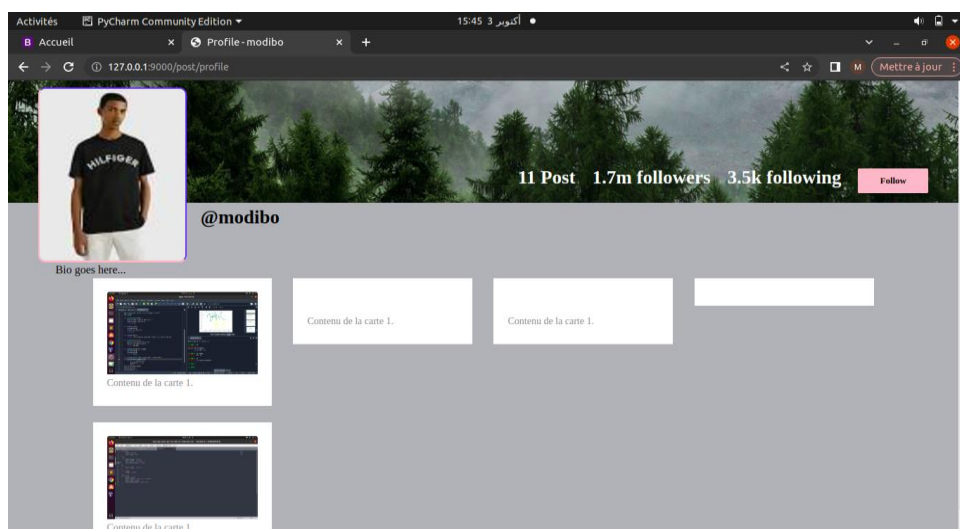 Activités PyCharm Community Edition 15:45 3 أكتوبر
B Accueil × Profile - modibo × +
127.0.0.1:9000/post/profile M Mettre à jour
HILFIGER
11 Post 1.7m followers 3.5k following Follow
@modibo
Bio goes here...
Contenu de la carte 1. Contenu de la carte 1.
Contenu de la carte 1.
Contenu de la carte 1.